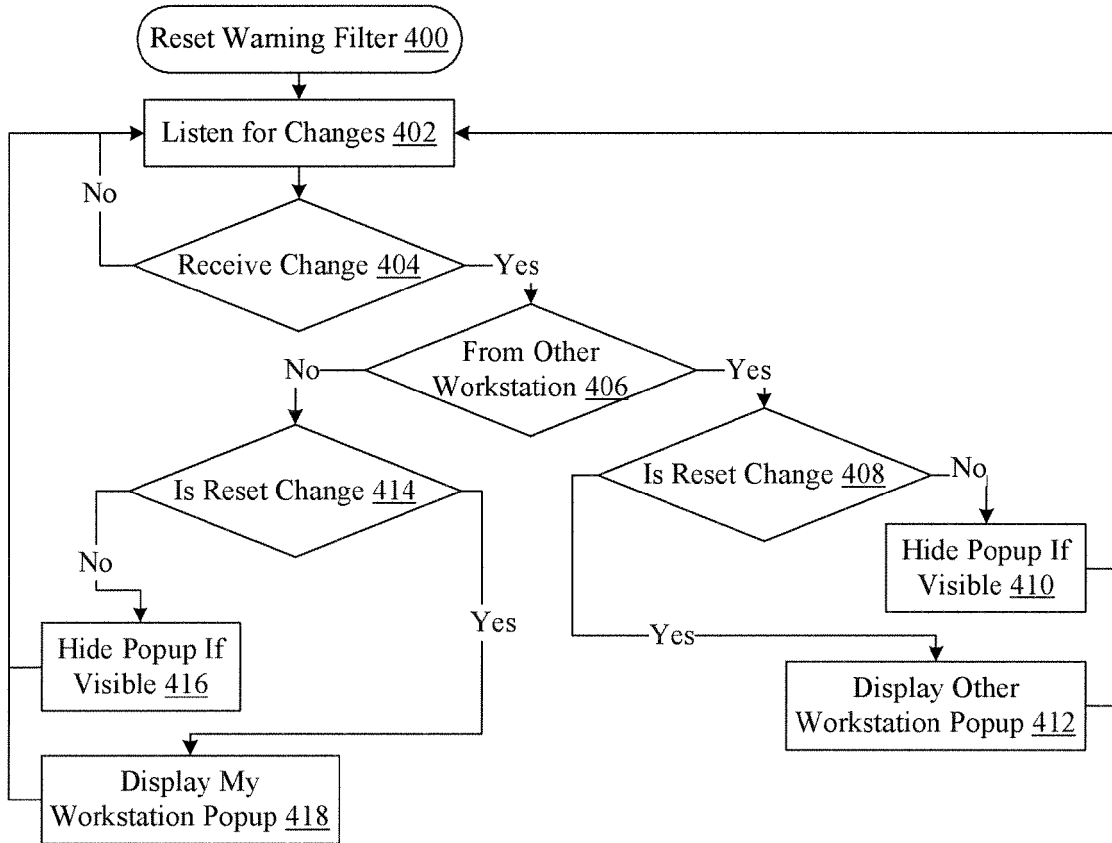 Reset Warning Filter 400
Listen for Changes 402
No
Receive Change 404
Yes
From Other
Workstation 406
No
Yes
Is Reset Change 414
Is Reset Change 408
No
No
Hide Popup If
Visible 410
Yes
Yes
Hide Popup If
Visible 416
Display Other
Workstation Popup 412
Display My
Workstation Popup 418